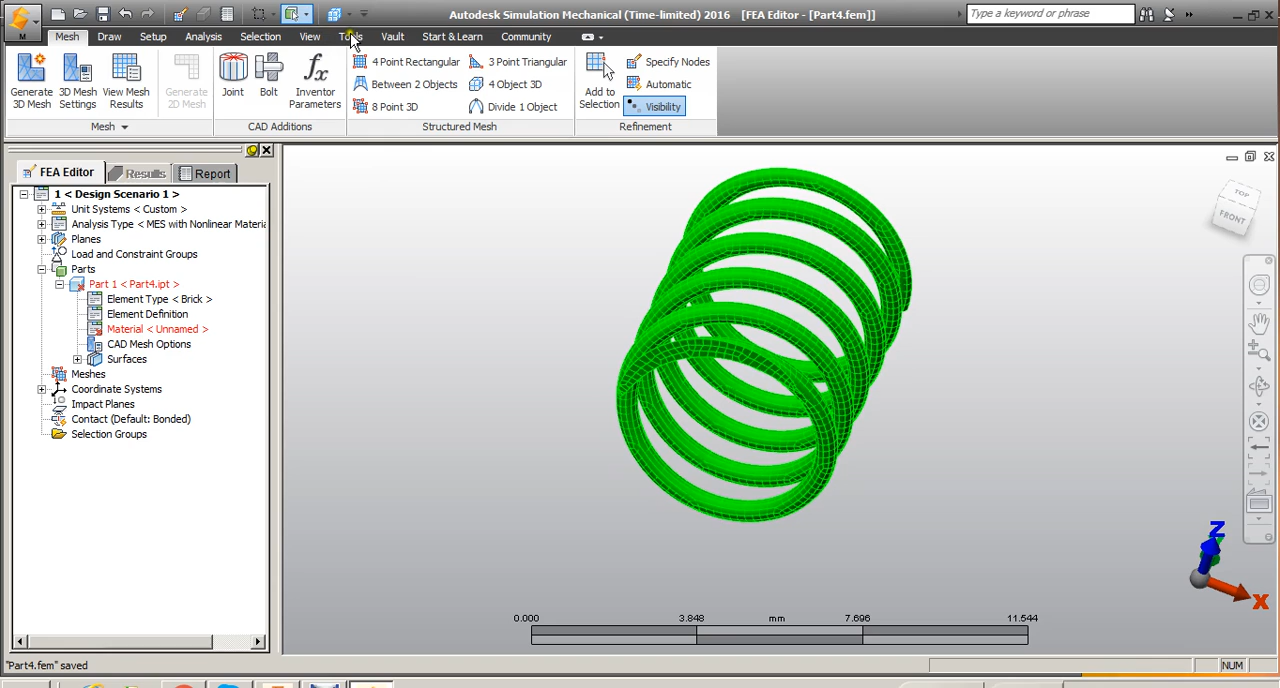 Autodesk Simulation Mechanical (Time-limited) 2016 [FEA Editor - [Part4.fem]]
Type a keyword or phrase
M
Mesh Draw Setup Analysis Selection View Tools Vault Start & Learn Community
Generate 3D Mesh
3D Mesh Settings
View Mesh Results
Generate 2D Mesh
Joint
Bolt
Inventor Parameters
4 Point Rectangular
Between 2 Objects
8 Point 3D
3 Point Triangular
4 Object 3D
Divide 1 Object
Add to Selection
Specify Nodes
Automatic
Visibility
Mesh
CAD Additions
Structured Mesh
Refinement
FEA Editor Results Report
1 < Design Scenario 1 >
Unit Systems < Custom >
Analysis Type < MES with Nonlinear Materia
Planes
Load and Constraint Groups
Parts
Part 1 < Part4.ipt >
Element Type < Brick >
Element Definition
Material < Unnamed >
CAD Mesh Options
Surfaces
Meshes
Coordinate Systems
Impact Planes
Contact (Default: Bonded)
Selection Groups
TOP
FRONT
Z
X
0.000 3.848 mm 7.696 11.544
"Part4.fem" saved
NUM